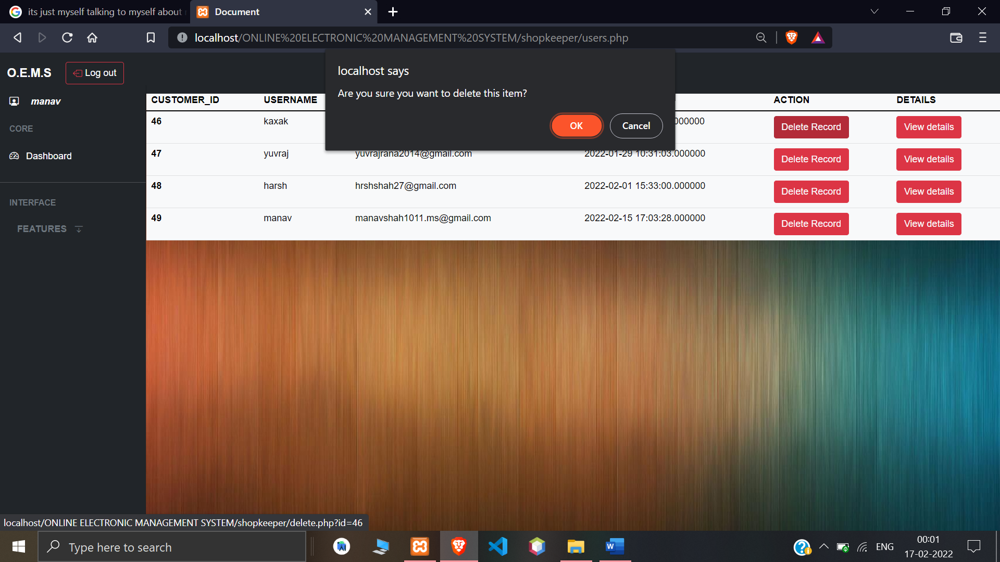 its just myself talking to myself about
Document
localhost/ONLINE%20ELECTRONIC%20MANAGEMENT%20SYSTEM/shopkeeper/users.php
O.E.M.S
Log out
manav
CORE
Dashboard
INTERFACE
FEATURES
localhost says
Are you sure you want to delete this item?
OK Cancel
CUSTOMER_ID USERNAME ACTION DETAILS
46 kaxak 000000 Delete Record View details
47 yuvraj yuvrajrana2014@gmail.com 2022-01-29 10:31:03.000000 Delete Record View details
48 harsh hrshshah27@gmail.com 2022-02-01 15:33:00.000000 Delete Record View details
49 manav manavshah1011.ms@gmail.com 2022-02-15 17:03:28.000000 Delete Record View details
localhost/ONLINE ELECTRONIC MANAGEMENT SYSTEM/shopkeeper/delete.php?id=46
Type here to search
ENG
00:01
17-02-2022